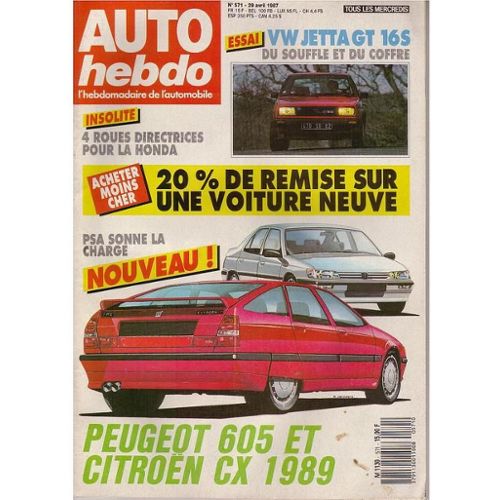 AUTO
hebdo
l'hebdomadaire de l'automobile
N° 571 - 29 avril 1987
TOUS LES MERCREDIS
ESSAI
VW JETTA GT 16S
DU SOUFFLE ET DU COFFRE
INSOLITE
4 ROUES DIRECTRICES
POUR LA HONDA
ACHETER
MOINS
CHER
20 % DE REMISE SUR
UNE VOITURE NEUVE
PSA SONNE LA
CHARGE
NOUVEAU !
PEUGEOT 605 ET
CITROËN CX 1989